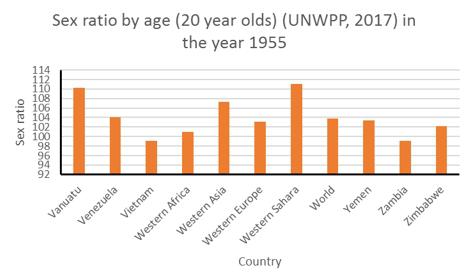 Sex ratio by age (20 year olds) (UNWPP, 2017) in
the year 1955
114
112
110
108
106
104
102
100
98
96
94
92
Sex ratio
Vanuatu
Venezuela
Vietnam
Western Africa
Western Asia
Western Europe
Western Sahara
World
Yemen
Zambia
Zimbabwe
Country